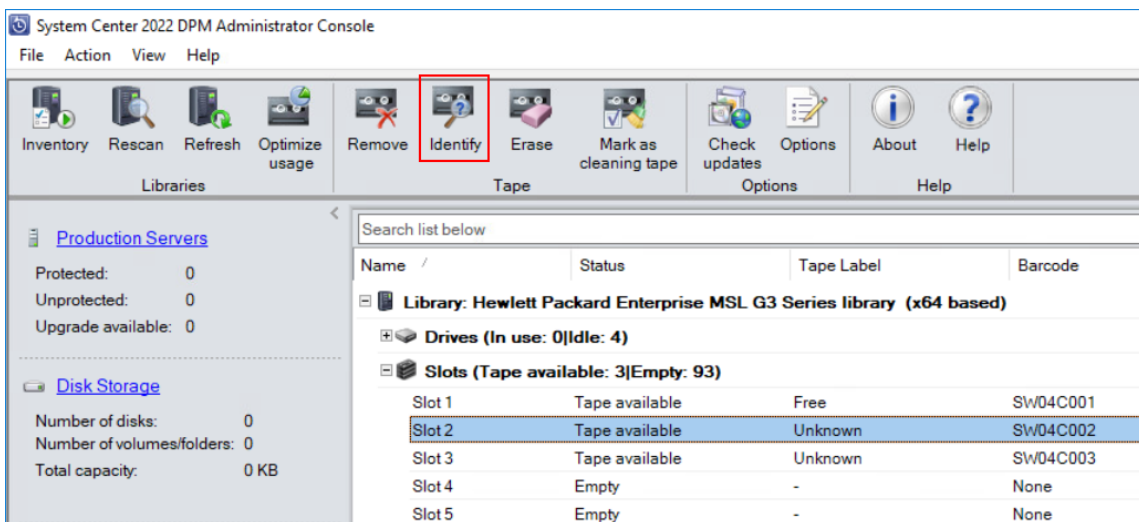 System Center 2022 DPM Administrator Console
File Action View Help
Inventory Rescan Refresh Optimize usage Remove Identify Erase Mark as cleaning tape Check updates Options About Help
Libraries Tape Options Help
Production Servers
Protected: 0
Unprotected: 0
Upgrade available: 0
Disk Storage
Number of disks: 0
Number of volumes/folders: 0
Total capacity: 0 KB
Search list below
Name Status Tape Label Barcode
Library: Hewlett Packard Enterprise MSL G3 Series library (x64 based)
Drives (In use: 0|Idle: 4)
Slots (Tape available: 3|Empty: 93)
Slot 1 Tape available Free SW04C001
Slot 2 Tape available Unknown SW04C002
Slot 3 Tape available Unknown SW04C003
Slot 4 Empty - None
Slot 5 Empty - None